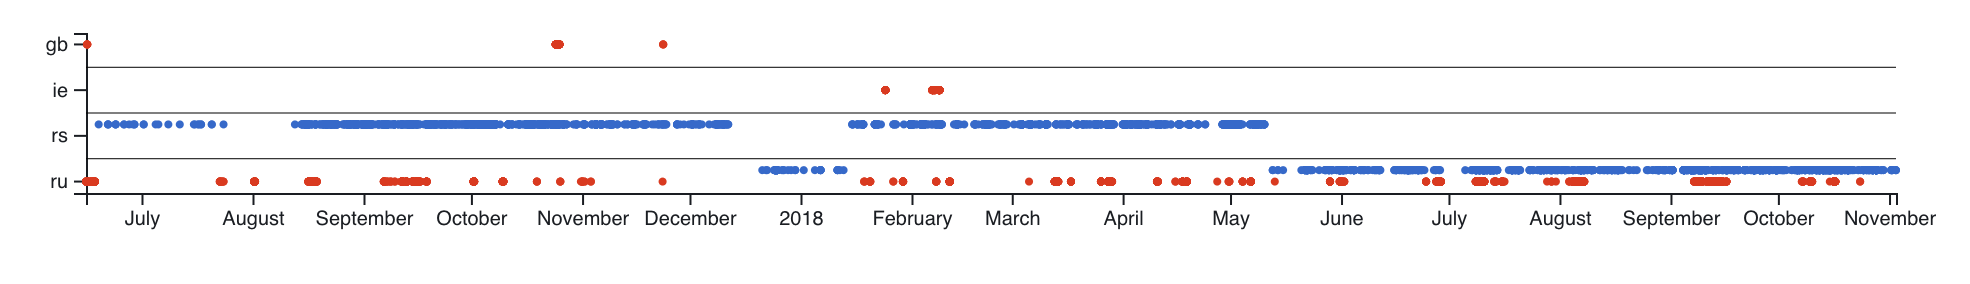 gb
ie
rs
ru
July August September October November December 2018 February March April May June July August September October November